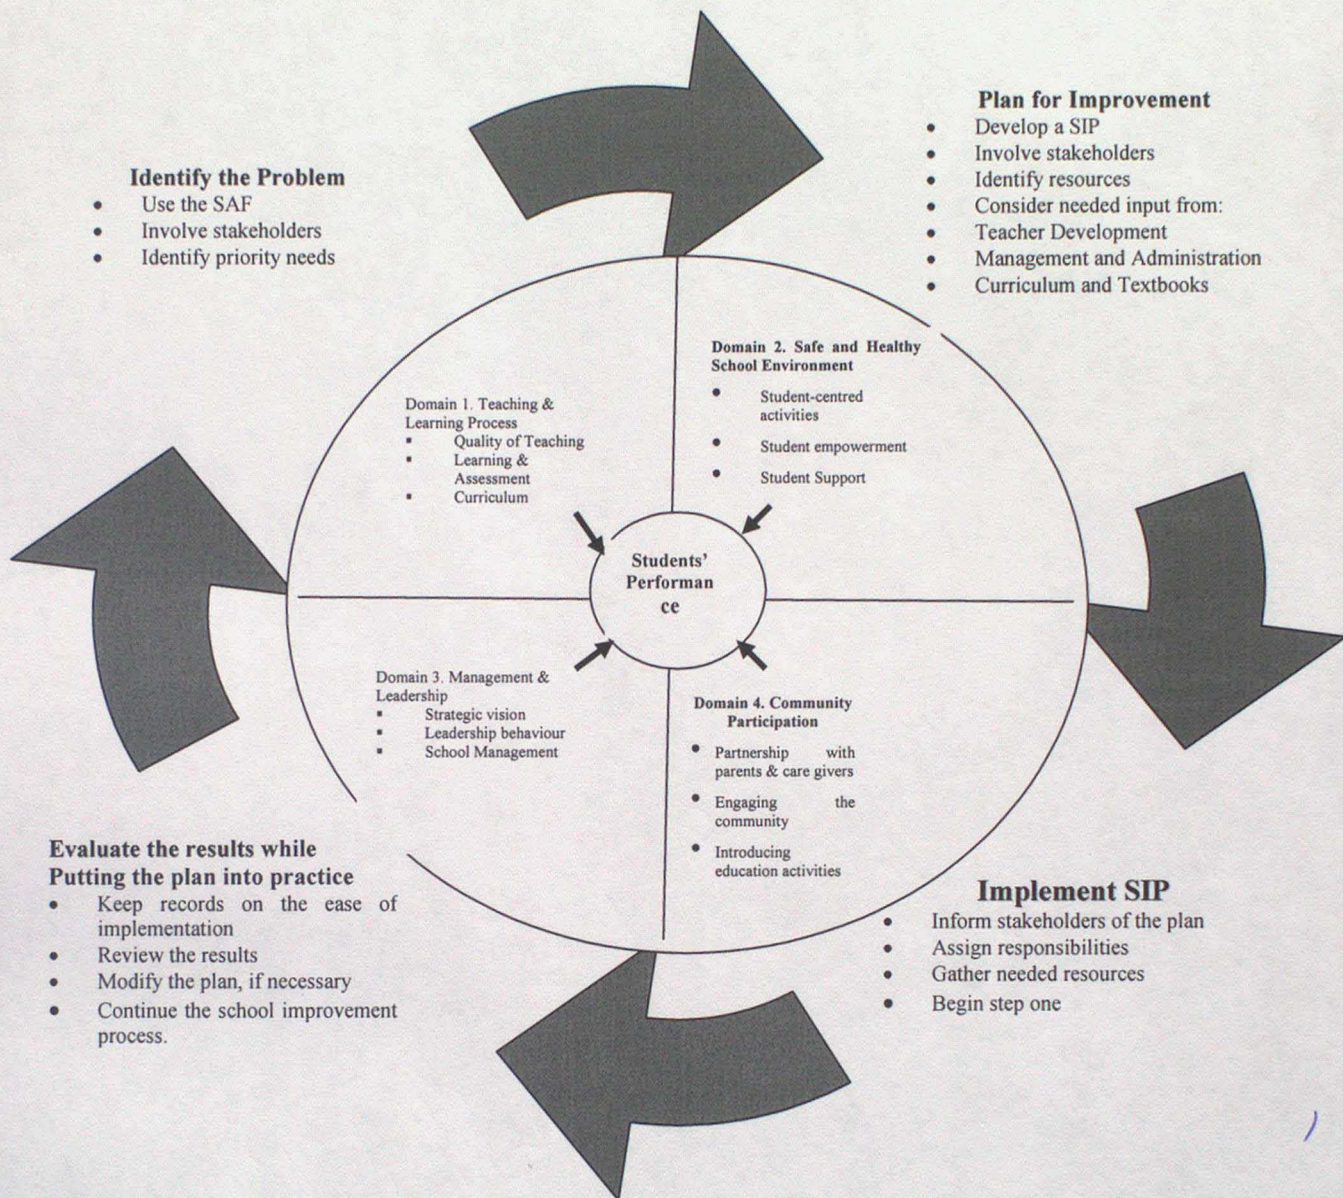 Identify the Problem
• Use the SAF
• Involve stakeholders
• Identify priority needs
Plan for Improvement
• Develop a SIP
• Involve stakeholders
• Identify resources
• Consider needed input from:
• Teacher Development
• Management and Administration
• Curriculum and Textbooks
Domain 1. Teaching &
Learning Process
▪ Quality of Teaching
▪ Learning &
Assessment
▪ Curriculum
Domain 2. Safe and Healthy
School Environment
• Student-centred
activities
• Student empowerment
• Student Support
Students'
Performan
ce
Domain 3. Management &
Leadership
▪ Strategic vision
▪ Leadership behaviour
▪ School Management
Domain 4. Community
Participation
• Partnership with
parents & care givers
• Engaging the
community
• Introducing
education activities
Evaluate the results while
Putting the plan into practice
• Keep records on the ease of
implementation
• Review the results
• Modify the plan, if necessary
• Continue the school improvement
process.
Implement SIP
• Inform stakeholders of the plan
• Assign responsibilities
• Gather needed resources
• Begin step one